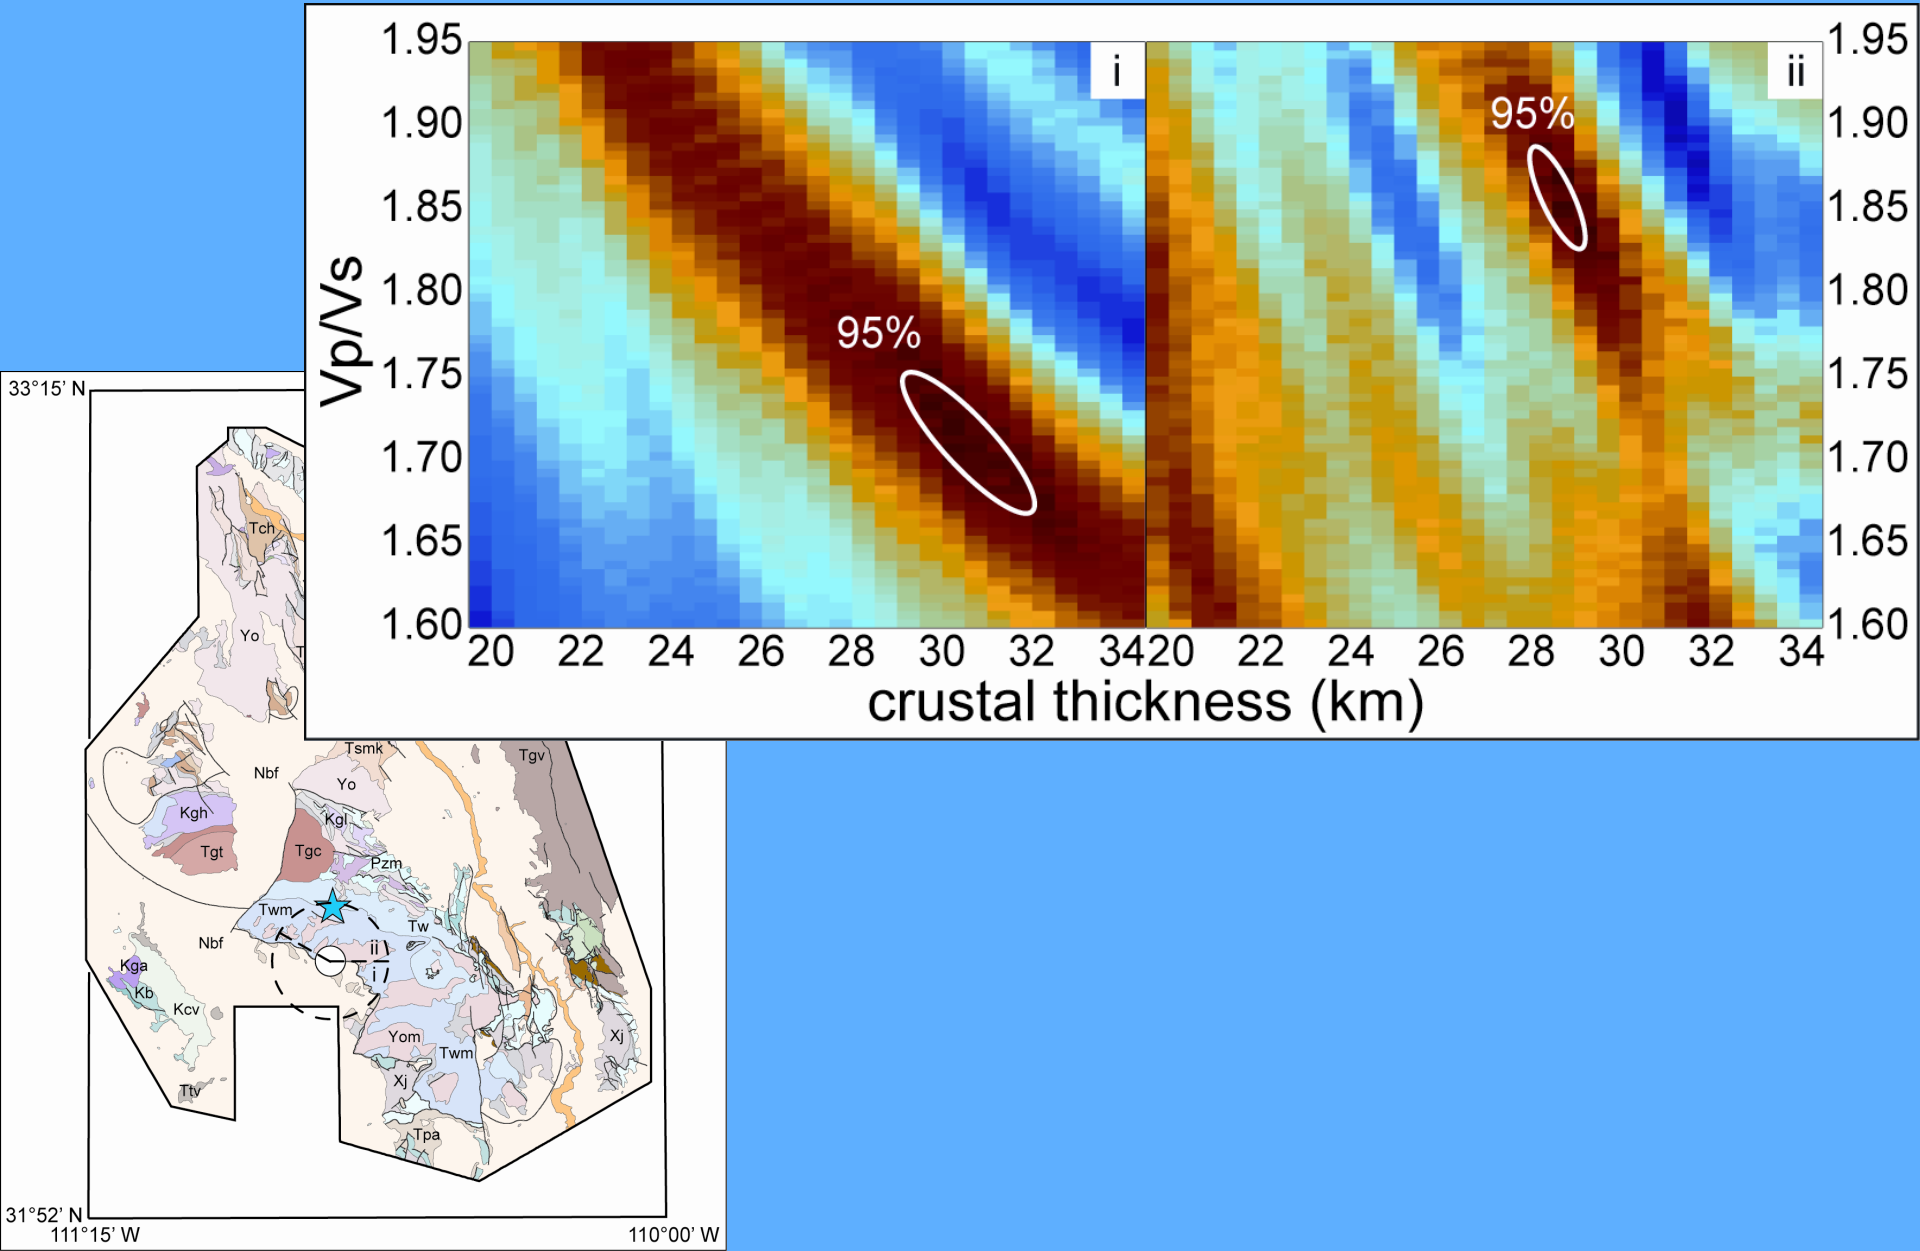 1.95
1.90
1.85
1.80
1.75
1.70
1.65
1.60
Vp/Vs
i
95%
ii
95%
1.95
1.90
1.85
1.80
1.75
1.70
1.65
1.60
20 22 24 26 28 30 32 34 20 22 24 26 28 30 32 34
crustal thickness (km)
33°15' N
Tch
Yo
T
Tsmk
Tgv
Nbf
Yo
Kgh
Kgl
Tgt
Tgc
Pzm
Twm
Tw
Nbf
ii
i
Kga
Kb
Kcv
Yom
Twm
Xj
Xj
Ttv
Tpa
31°52' N
111°15' W
110°00' W